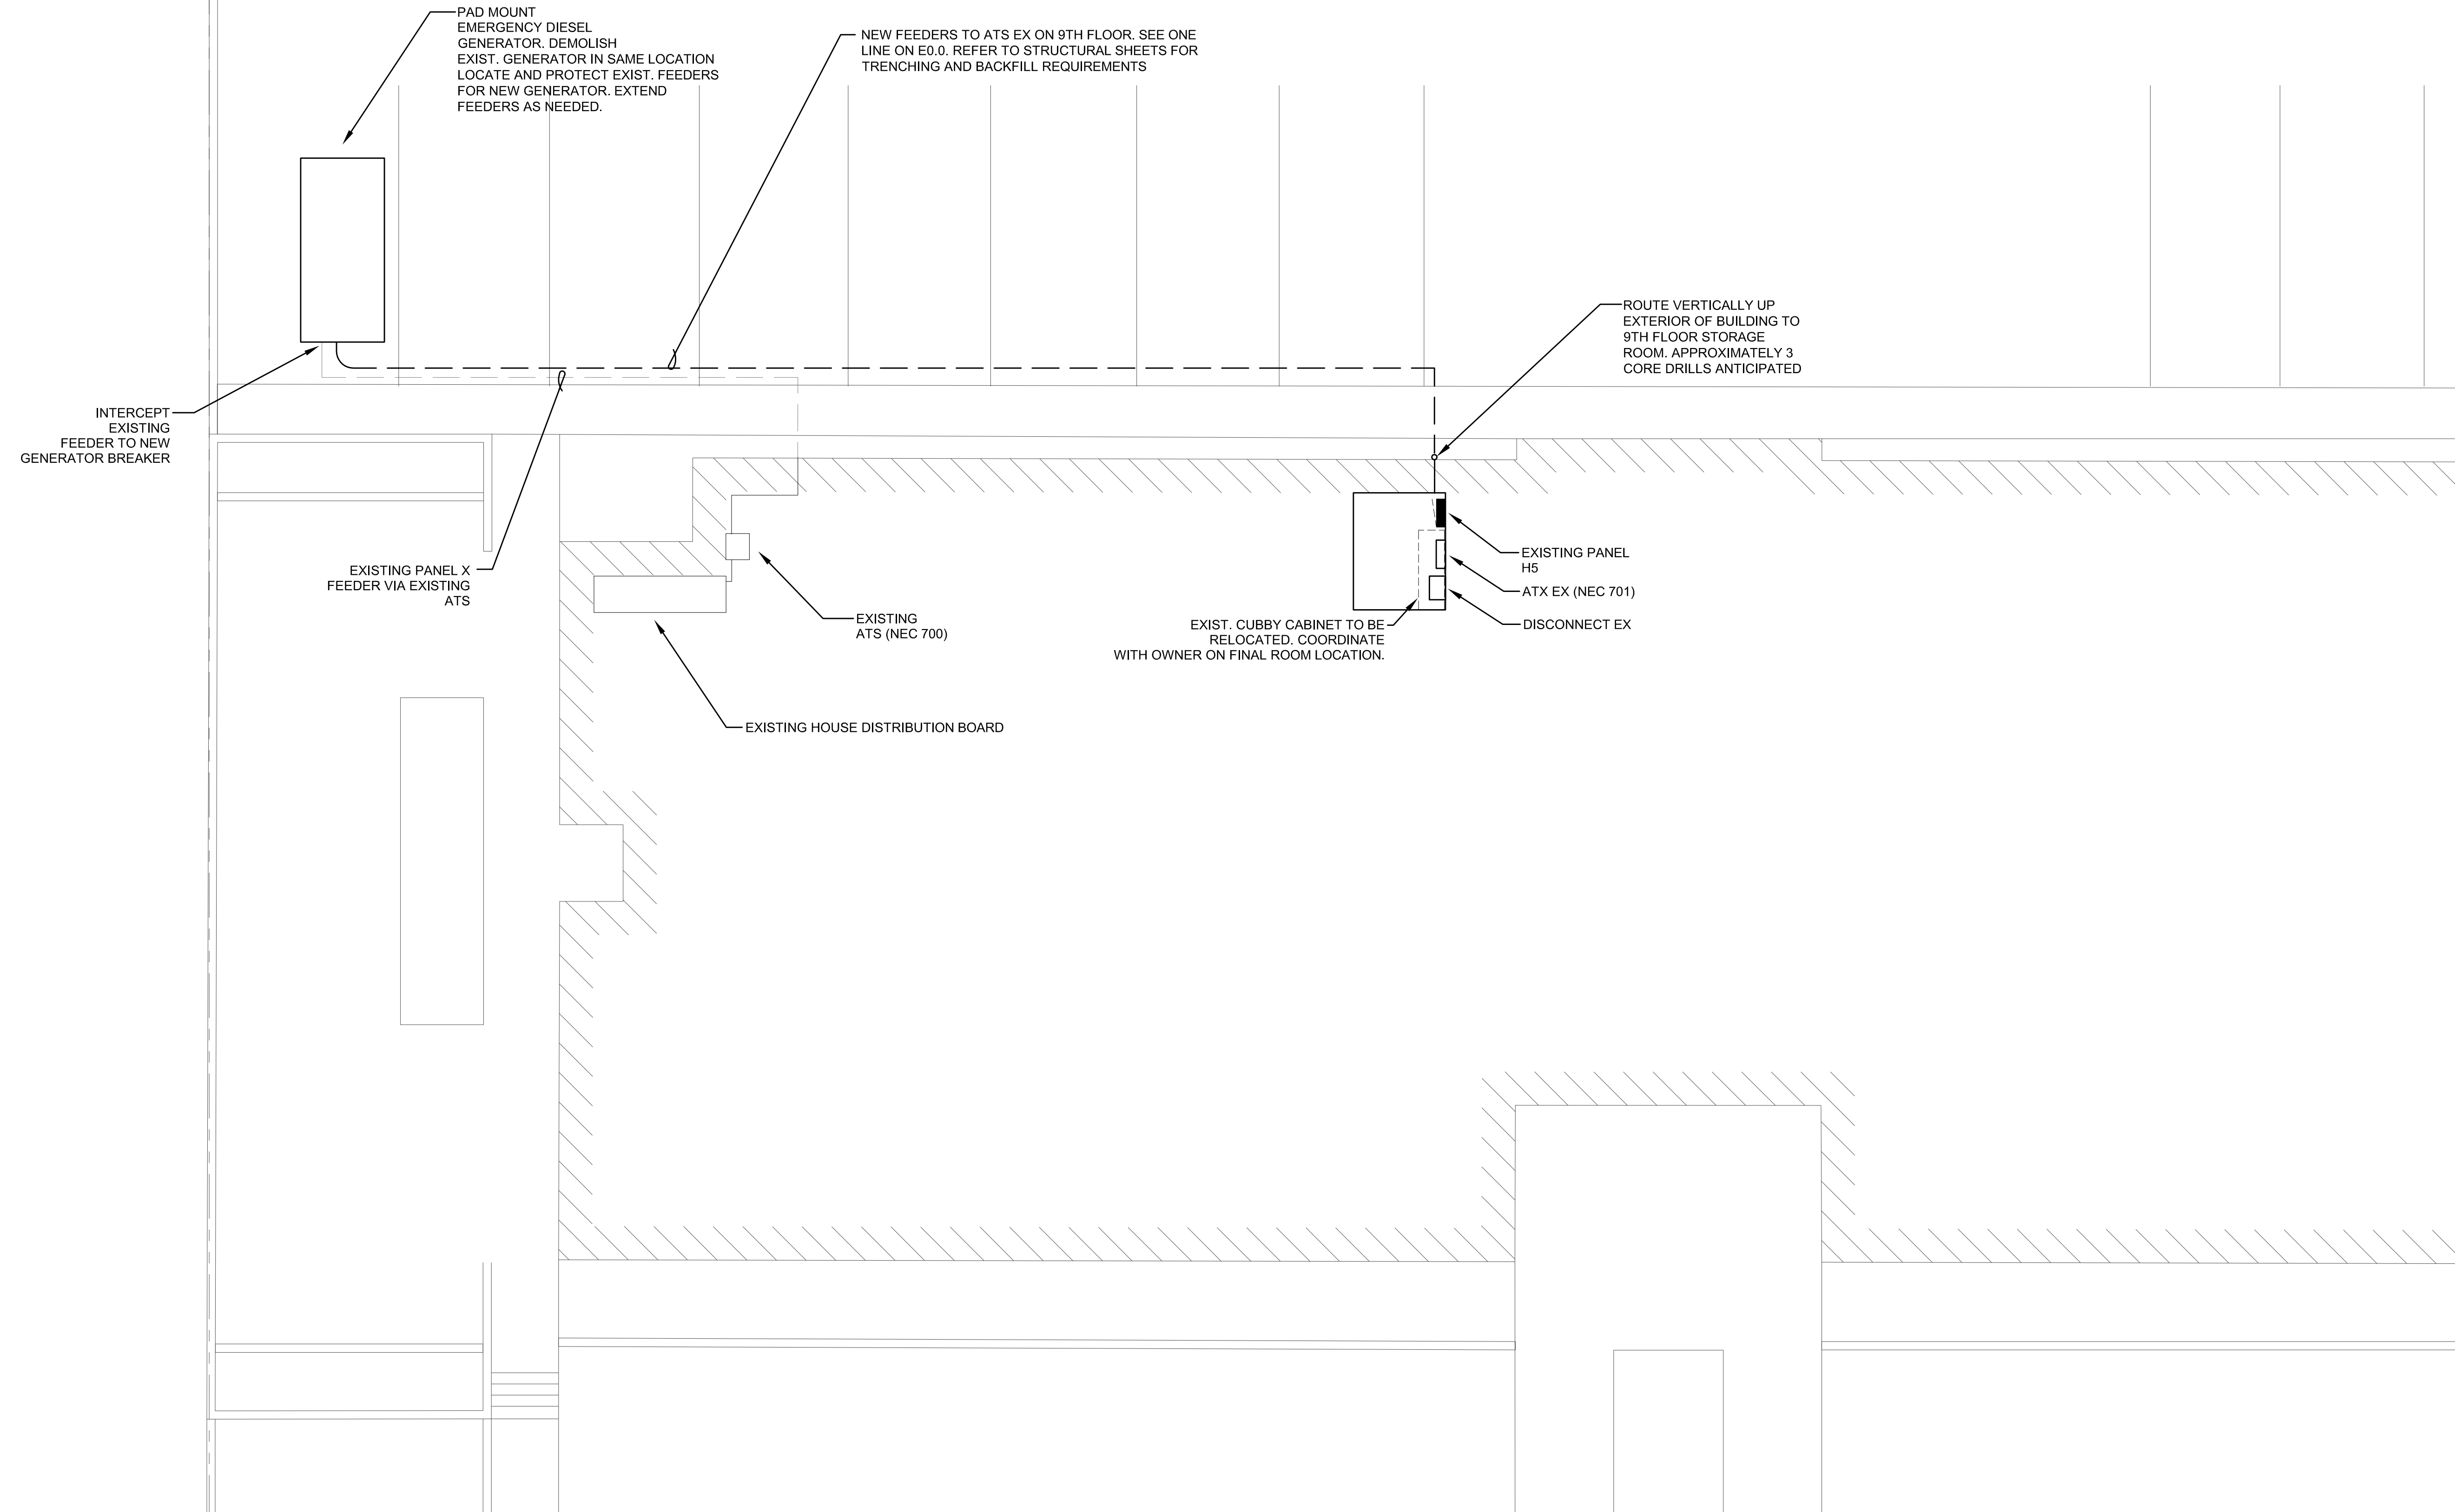 PAD MOUNT
EMERGENCY DIESEL
GENERATOR. DEMOLISH
EXIST. GENERATOR IN SAME LOCATION
LOCATE AND PROTECT EXIST. FEEDERS
FOR NEW GENERATOR. EXTEND
FEEDERS AS NEEDED.
NEW FEEDERS TO ATS EX ON 9TH FLOOR. SEE ONE
LINE ON E0.0. REFER TO STRUCTURAL SHEETS FOR
TRENCHING AND BACKFILL REQUIREMENTS
ROUTE VERTICALLY UP
EXTERIOR OF BUILDING TO
9TH FLOOR STORAGE
ROOM. APPROXIMATELY 3
CORE DRILLS ANTICIPATED
INTERCEPT
EXISTING
FEEDER TO NEW
GENERATOR BREAKER
EXISTING PANEL X
FEEDER VIA EXISTING
ATS
EXISTING
ATS (NEC 700)
EXISTING HOUSE DISTRIBUTION BOARD
EXISTING PANEL
H5
ATX EX (NEC 701)
DISCONNECT EX
EXIST. CUBBY CABINET TO BE
RELOCATED. COORDINATE
WITH OWNER ON FINAL ROOM LOCATION.